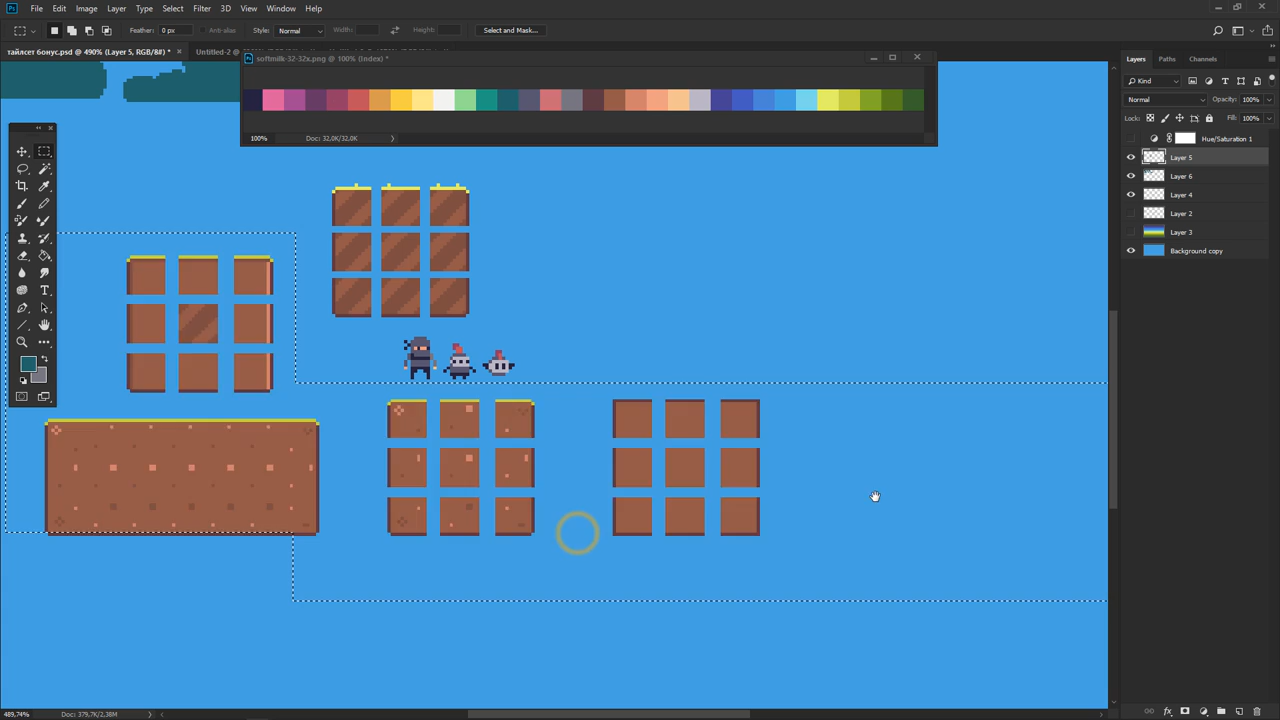 Ps File Edit Image Layer Type Select Filter 3D View Window Help
Feather: 0 px Anti-alias Style: Normal Width: Height: Select and Mask...
тайлсет бонус.psd @ 490% (Layer 5, RGB/8#) * × Untitled-2 @
softmilk-32-32x.png @ 100% (Index) *
100% Doc: 32,0K/32,0K
Layers Paths Channels
Kind
Normal Opacity: 100%
Lock: Fill: 100%
Hue/Saturation 1
Layer 5
Layer 6
Layer 4
Layer 2
Layer 3
Background copy
489,74% Doc: 379,7K/2,38M